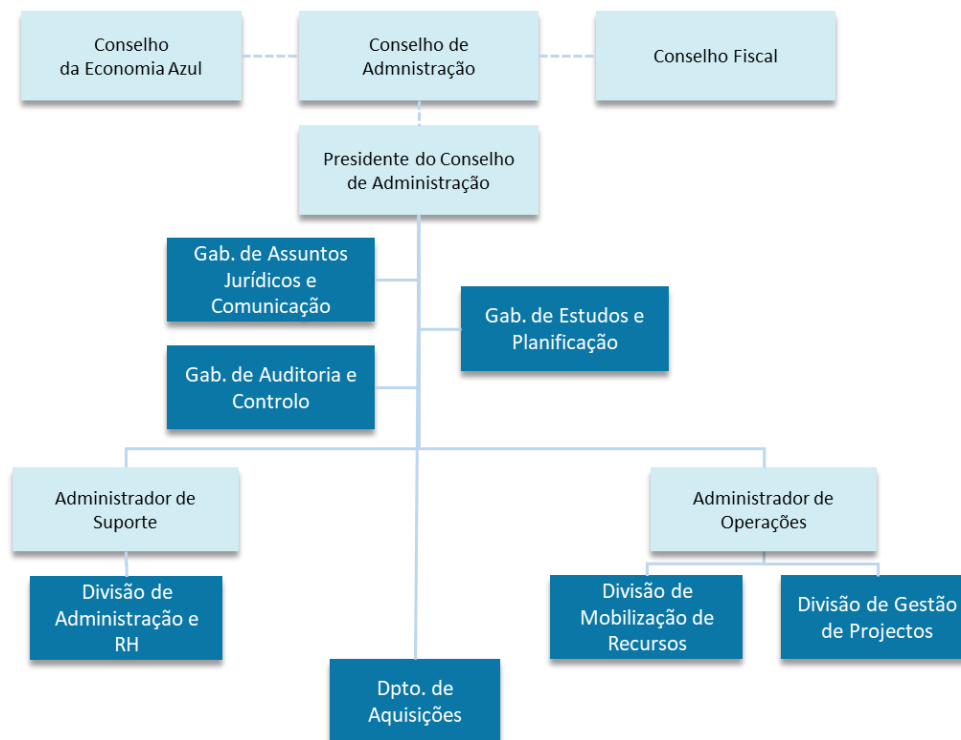 Conselho
da Economia Azul
Conselho de
Admnistração
Conselho Fiscal
Presidente do Conselho
de Administração
Gab. de Assuntos
Jurídicos e
Comunicação
Gab. de Estudos e
Planificação
Gab. de Auditoria e
Controlo
Administrador de
Suporte
Administrador de
Operações
Divisão de
Administração e
RH
Divisão de
Mobilização de
Recursos
Divisão de Gestão
de Projectos
Dpto. de
Aquisições